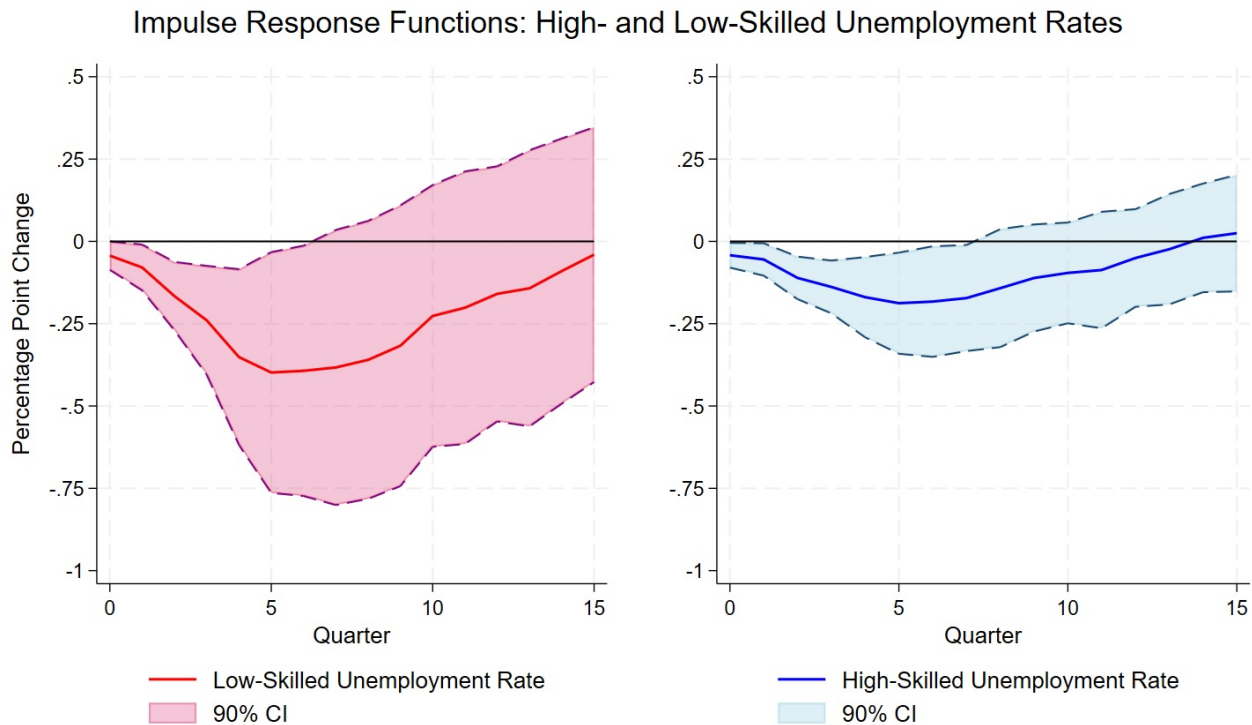 Impulse Response Functions: High- and Low-Skilled Unemployment Rates
Percentage Point Change
.5
.25
0
-.25
-.5
-.75
-1
0 5 10 15
Quarter
Low-Skilled Unemployment Rate
90% CI
.5
.25
0
-.25
-.5
-.75
-1
0 5 10 15
Quarter
High-Skilled Unemployment Rate
90% CI